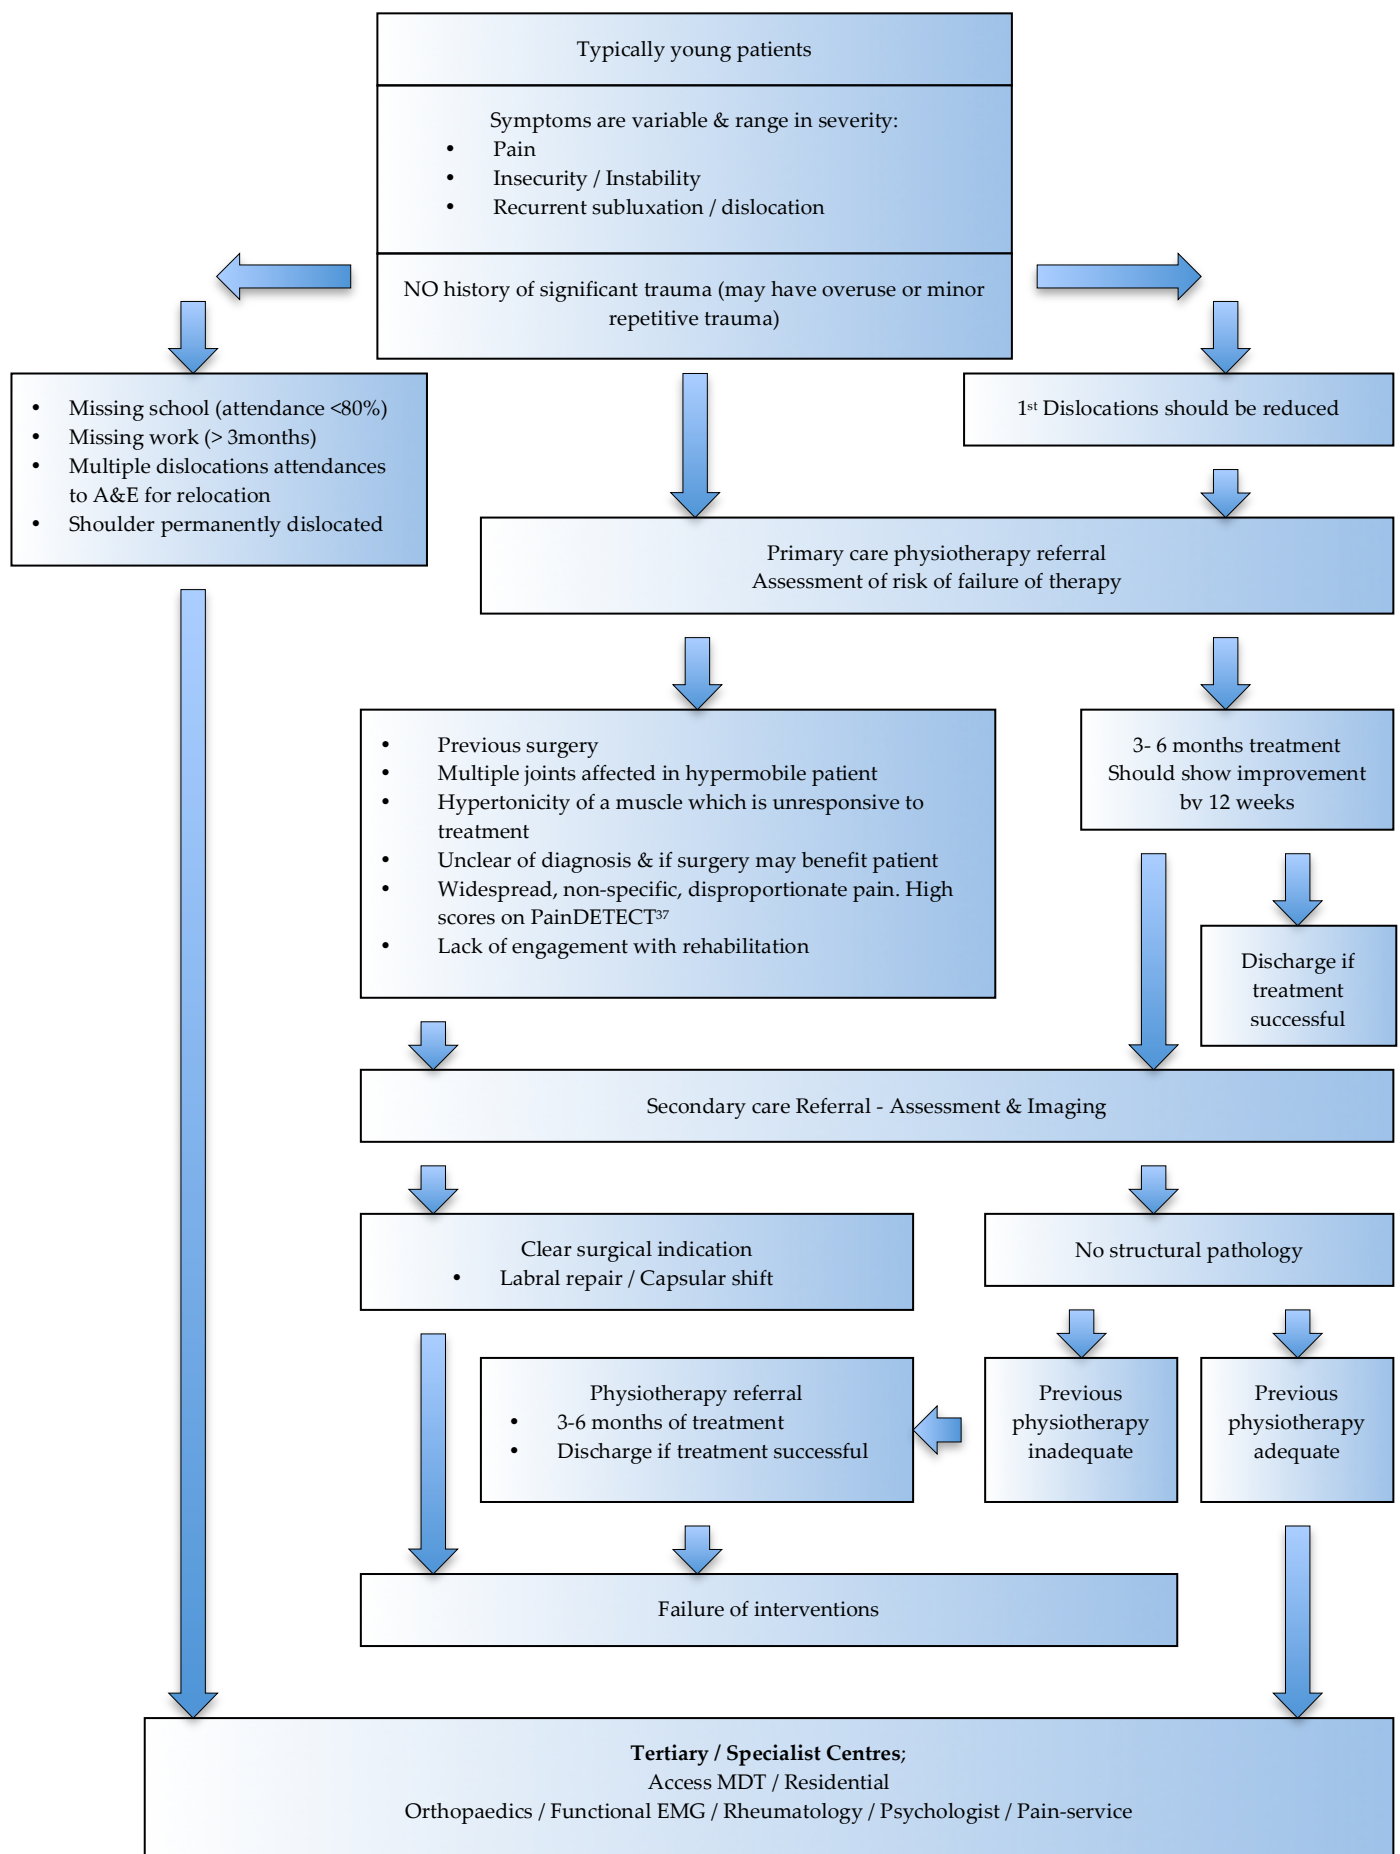 Typically young patients
Symptoms are variable & range in severity:
• Pain
• Insecurity / Instability
• Recurrent subluxation / dislocation
NO history of significant trauma (may have overuse or minor
repetitive trauma)
• Missing school (attendance <80%)
• Missing work (> 3months)
• Multiple dislocations attendances
to A&E for relocation
• Shoulder permanently dislocated
1st Dislocations should be reduced
Primary care physiotherapy referral
Assessment of risk of failure of therapy
• Previous surgery
• Multiple joints affected in hypermobile patient
• Hypertonicity of a muscle which is unresponsive to
treatment
• Unclear of diagnosis & if surgery may benefit patient
• Widespread, non-specific, disproportionate pain. High
scores on PainDETECT37
• Lack of engagement with rehabilitation
3- 6 months treatment
Should show improvement
by 12 weeks
Discharge if
treatment
successful
Secondary care Referral - Assessment & Imaging
Clear surgical indication
• Labral repair / Capsular shift
No structural pathology
Physiotherapy referral
• 3-6 months of treatment
• Discharge if treatment successful
Previous
physiotherapy
inadequate
Previous
physiotherapy
adequate
Failure of interventions
Tertiary / Specialist Centres;
Access MDT / Residential
Orthopaedics / Functional EMG / Rheumatology / Psychologist / Pain-service